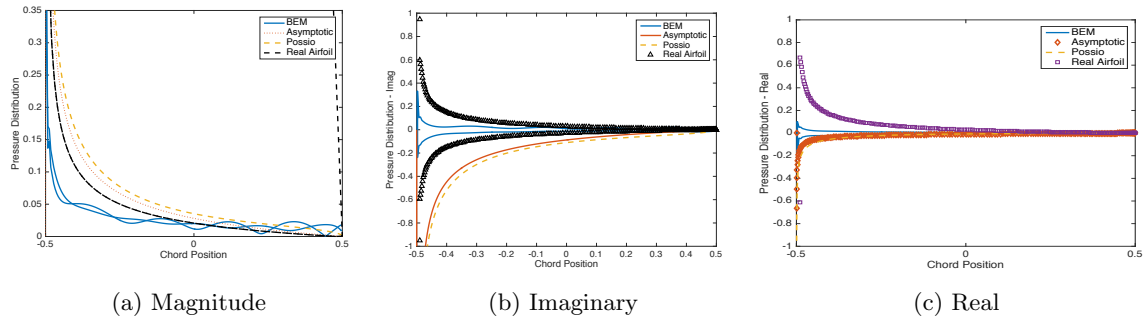 0.35
0.3
0.25
0.2
0.15
0.1
0.05
0
-0.5
0
0.5
Chord Position
Pressure Distribution
BEM
Asymptotic
Possio
Real Airfoil
(a) Magnitude
1
0.8
0.6
0.4
0.2
0
-0.2
-0.4
-0.6
-0.8
-1
-0.5
-0.4
-0.3
-0.2
-0.1
0
0.1
0.2
0.3
0.4
0.5
Chord Position
Pressure Distribution - Imag
BEM
Asymptotic
Possio
Real Airfoil
(b) Imaginary
1
0.8
0.6
0.4
0.2
0
-0.2
-0.4
-0.6
-0.8
-1
-0.5
0
0.5
Chord Position
Pressure Distribution - Real
BEM
Asymptotic
Possio
Real Airfoil
(c) Real